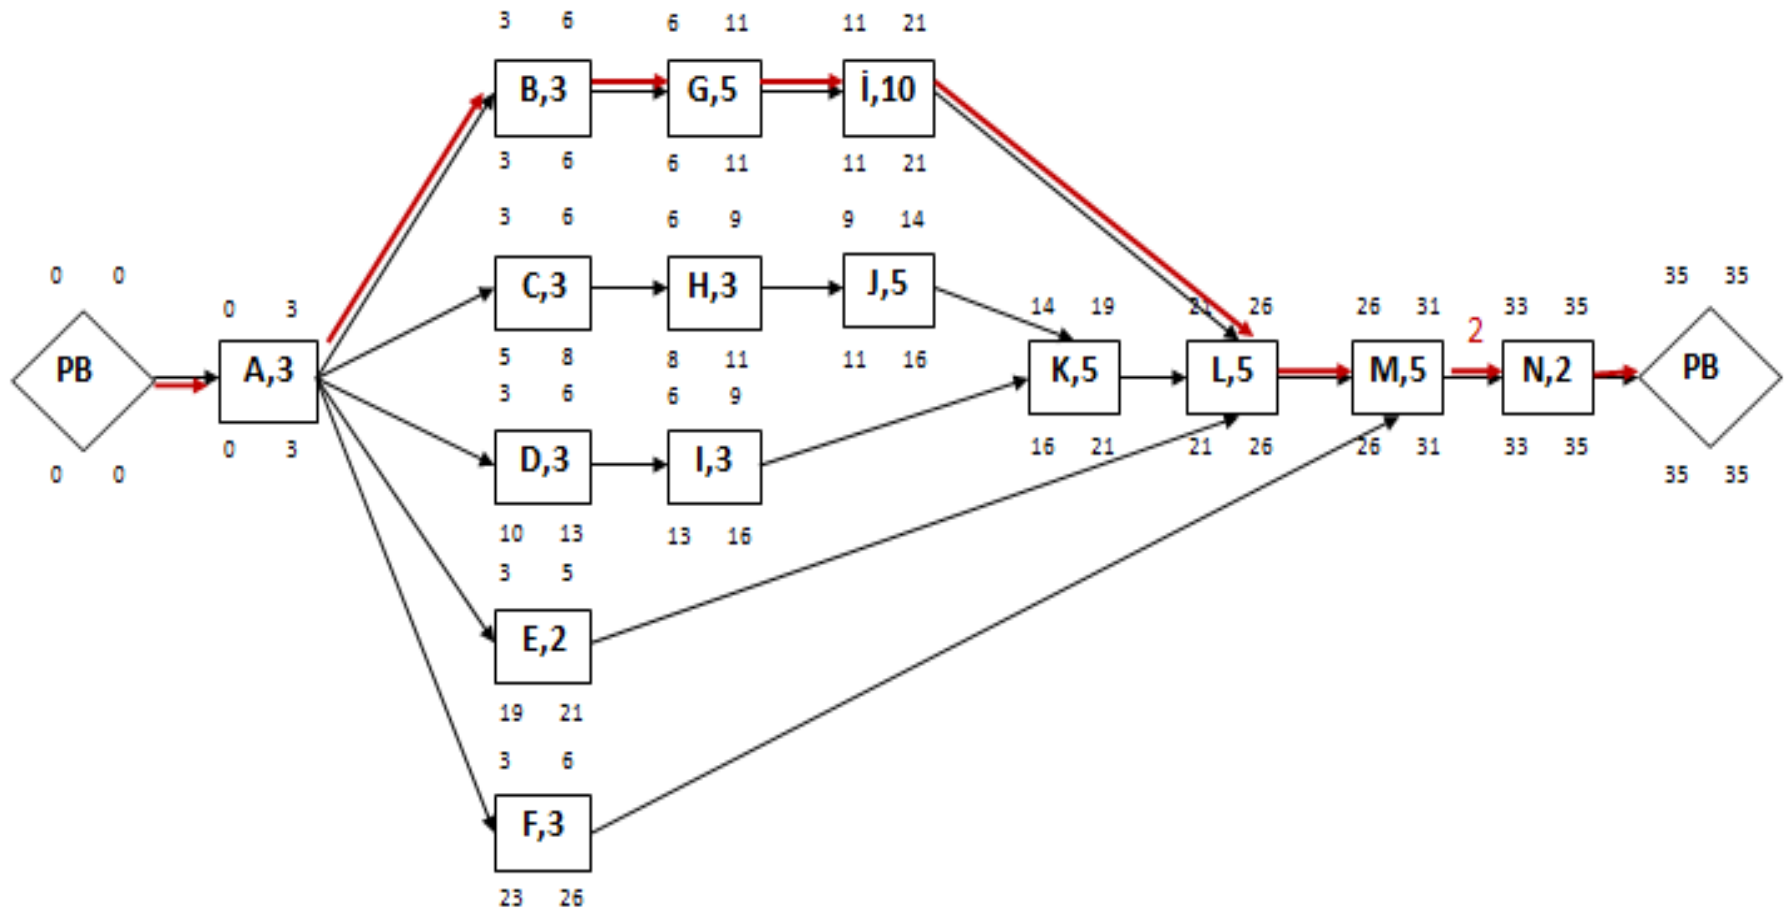 3 6 6 11 11 21
B,3 G,5 İ,10
3 6 6 11 11 21
3 6 6 9 9 14
C,3 H,3 J,5
5 8 8 11 11 16
0 0
0 3
14 19 21 26 26 31 2 33 35
35 35
PB A,3 K,5 L,5 M,5 N,2 PB
3 6 6 9
0 3
16 21 21 26 26 31 33 35
0 0
35 35
D,3 I,3
10 13 13 16
3 5
E,2
19 21
3 6
F,3
23 26